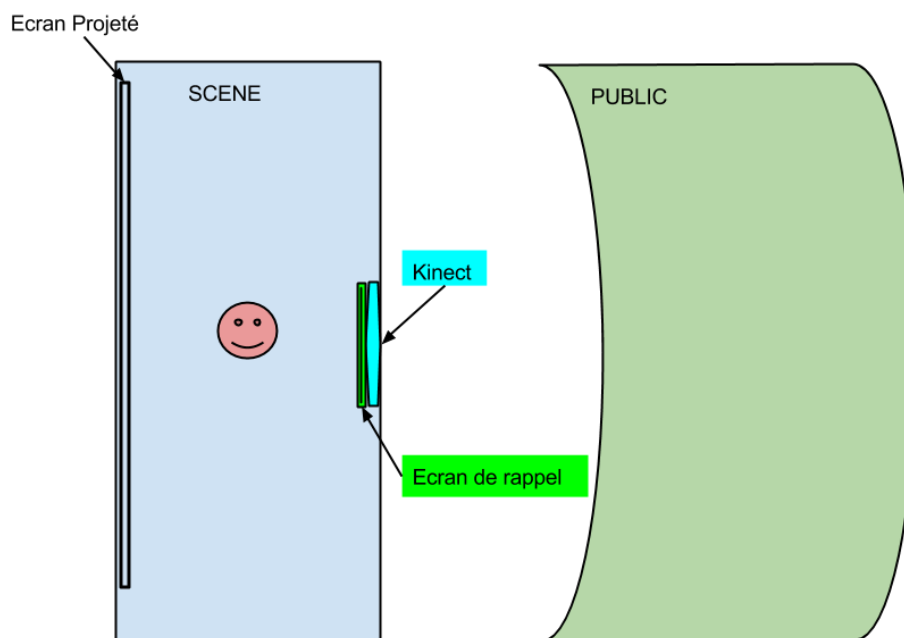 Ecran Projeté
SCENE
PUBLIC
Kinect
Ecran de rappel